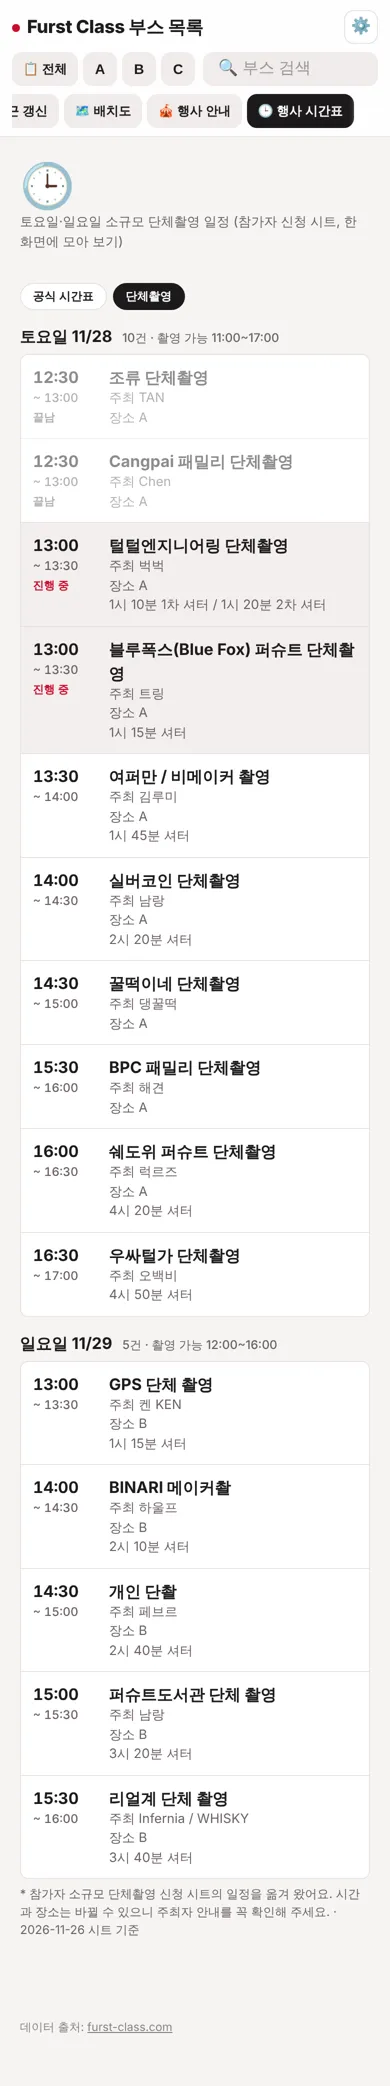 Furst Class 부스 목록
⚙️
📋 전체 A B C 🔍 부스 검색
근 갱신 🗺️ 배치도 🎪 행사 안내 🕒 행사 시간표
토요일·일요일 소규모 단체촬영 일정 (참가자 신청 시트, 한
화면에 모아 보기)
공식 시간표 단체촬영
토요일 11/28 10건 · 촬영 가능 11:00~17:00
12:30 조류 단체촬영
~ 13:00 주최 TAN
끝남 장소 A
12:30 Cangpai 패밀리 단체촬영
~ 13:00 주최 Chen
끝남 장소 A
13:00 털털엔지니어링 단체촬영
~ 13:30 주최 벅벅
진행 중 장소 A
1시 10분 1차 셔터 / 1시 20분 2차 셔터
13:00 블루폭스(Blue Fox) 퍼슈트 단체촬
영
~ 13:30 주최 트링
진행 중 장소 A
1시 15분 셔터
13:30 여퍼만 / 비메이커 촬영
~ 14:00 주최 김루미
장소 A
1시 45분 셔터
14:00 실버코인 단체촬영
~ 14:30 주최 남랑
장소 A
2시 20분 셔터
14:30 꿀떡이네 단체촬영
~ 15:00 주최 댕꿀떡
장소 A
15:30 BPC 패밀리 단체촬영
~ 16:00 주최 해견
장소 A
16:00 쉐도위 퍼슈트 단체촬영
~ 16:30 주최 럭르즈
장소 A
4시 20분 셔터
16:30 우싸털가 단체촬영
~ 17:00 주최 오백비
4시 50분 셔터
일요일 11/29 5건 · 촬영 가능 12:00~16:00
13:00 GPS 단체 촬영
~ 13:30 주최 켄 KEN
장소 B
1시 15분 셔터
14:00 BINARI 메이커촬
~ 14:30 주최 하울프
장소 B
2시 10분 셔터
14:30 개인 단촬
~ 15:00 주최 페브르
장소 B
2시 40분 셔터
15:00 퍼슈트도서관 단체 촬영
~ 15:30 주최 남랑
장소 B
3시 20분 셔터
15:30 리얼계 단체 촬영
~ 16:00 주최 Infernia / WHISKY
장소 B
3시 40분 셔터
* 참가자 소규모 단체촬영 신청 시트의 일정을 옮겨 왔어요. 시간
과 장소는 바뀔 수 있으니 주최자 안내를 꼭 확인해 주세요. ·
2026-11-26 시트 기준
데이터 출처: furst-class.com